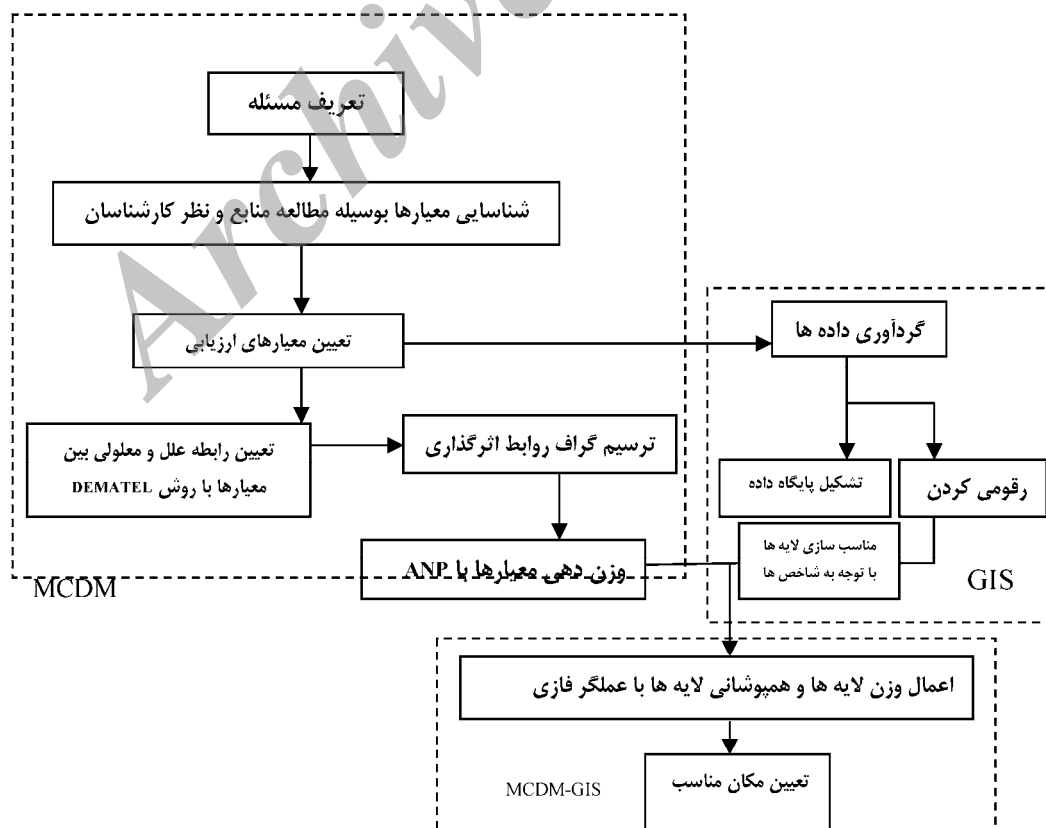 تعریف مسئله
شناسایی معیارها بوسیله مطالعه منابع و نظر کارشناسان
تعیین معیارهای ارزیابی
گردآوری داده ها
تعیین رابطه علل و معلولی بین
معیارها با روش DEMATEL
ترسیم گراف روابط اثرگذاری
تشکیل پایگاه داده
رقومی کردن
وزن دهی معیارها با ANP
مناسب سازی لایه ها
با توجه به شاخص ها
MCDM
GIS
اعمال وزن لایه ها و همپوشانی لایه ها با عملگر فازی
تعیین مکان مناسب
MCDM-GIS